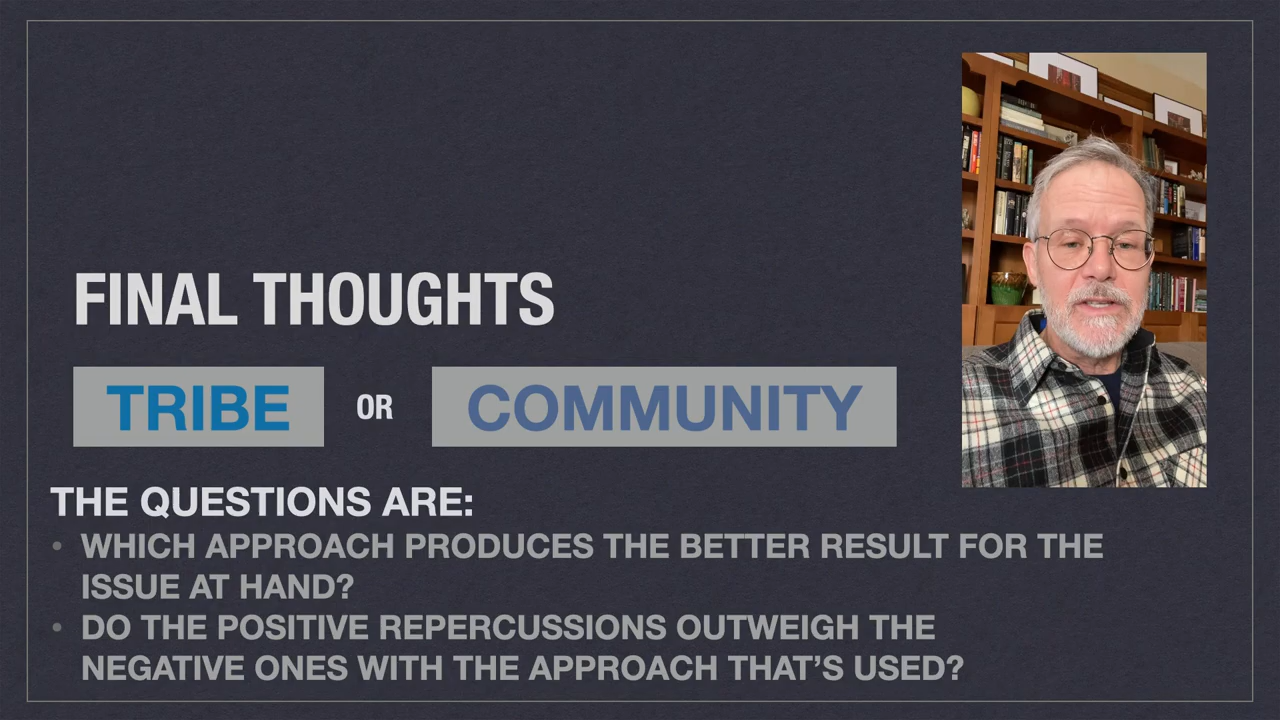 FINAL THOUGHTS
TRIBE OR COMMUNITY
THE QUESTIONS ARE:
• WHICH APPROACH PRODUCES THE BETTER RESULT FOR THE
ISSUE AT HAND?
• DO THE POSITIVE REPERCUSSIONS OUTWEIGH THE
NEGATIVE ONES WITH THE APPROACH THAT’S USED?